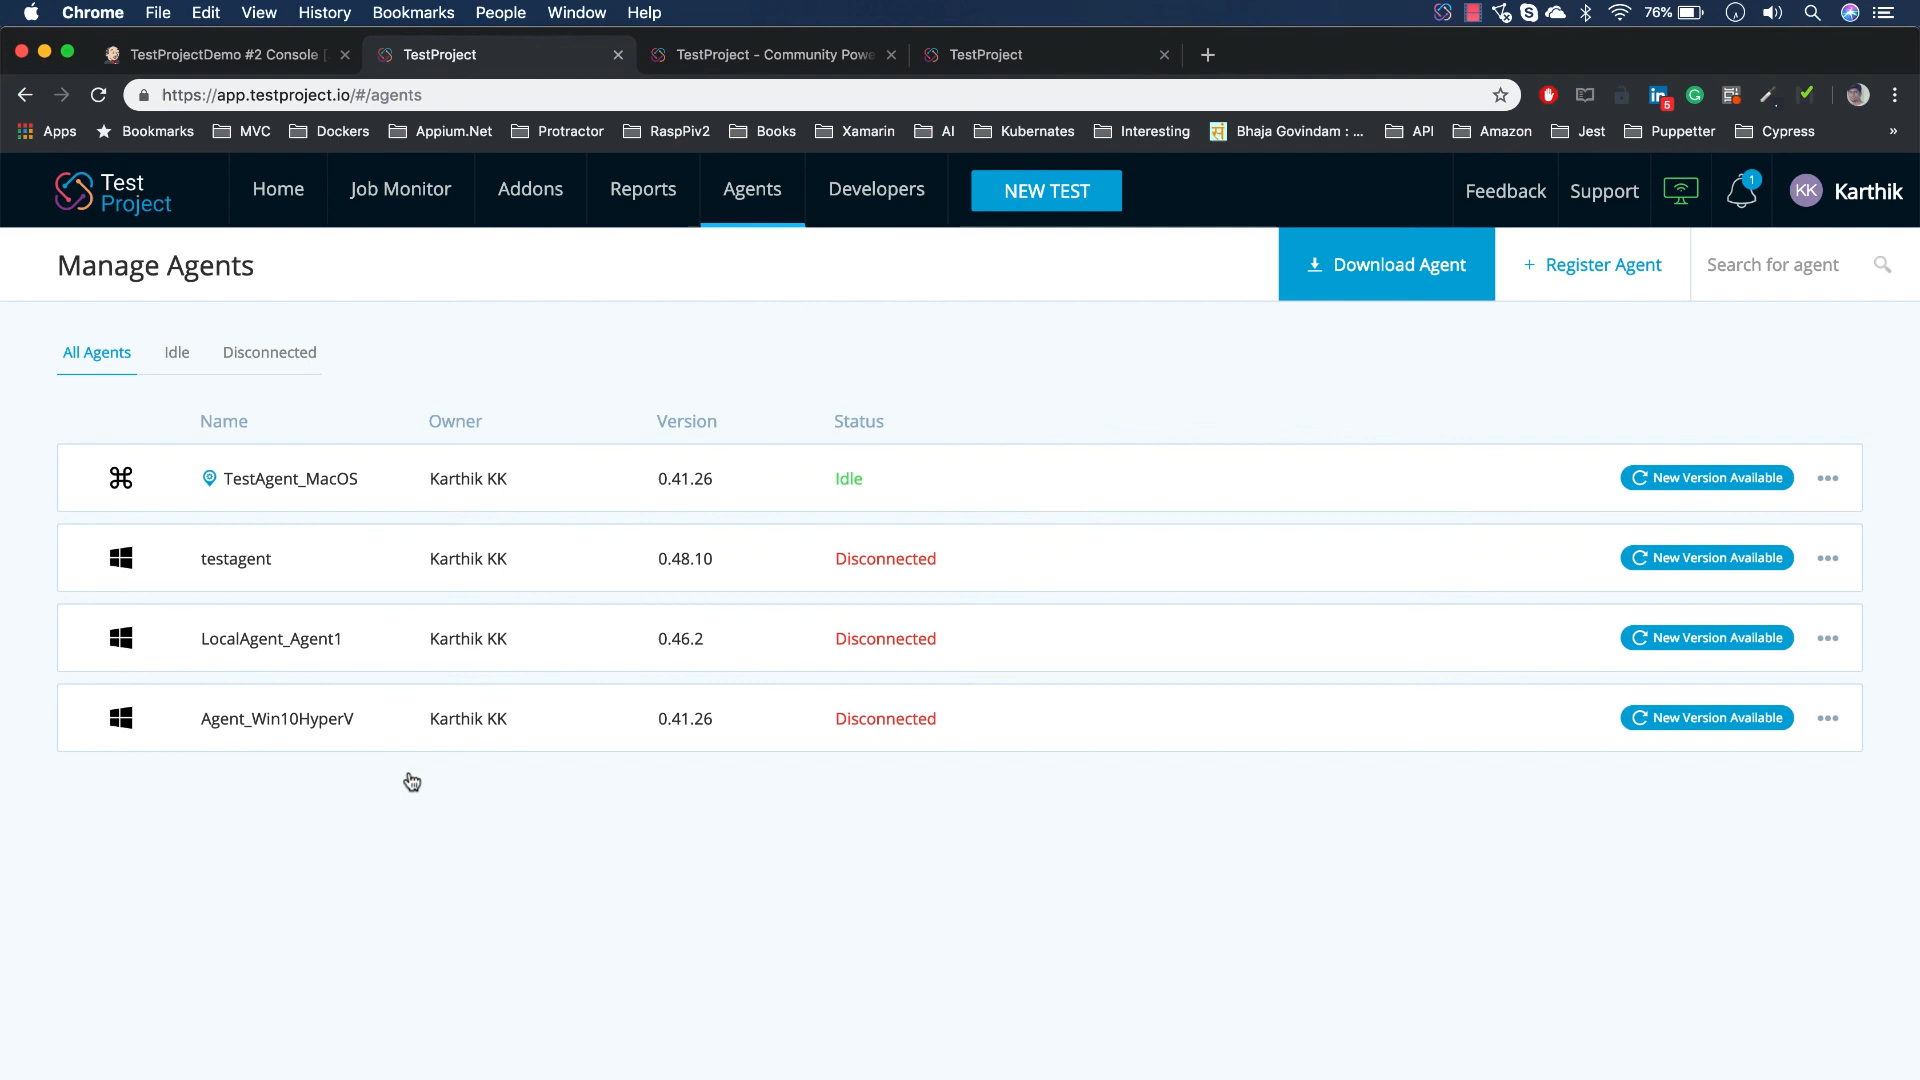 Chrome File Edit View History Bookmarks People Window Help 76%
TestProjectDemo #2 Console [ TestProject TestProject - Community Powe TestProject
https://app.testproject.io/#/agents 5
Apps Bookmarks MVC Dockers Appium.Net Protractor RaspPiv2 Books Xamarin AI Kubernates Interesting Bhaja Govindam : ... API Amazon Jest Puppetter Cypress »
Test Project Home Job Monitor Addons Reports Agents Developers NEW TEST Feedback Support 1 KK Karthik
Manage Agents Download Agent + Register Agent Search for agent
All Agents Idle Disconnected
Name Owner Version Status
TestAgent_MacOS Karthik KK 0.41.26 Idle New Version Available
testagent Karthik KK 0.48.10 Disconnected New Version Available
LocalAgent_Agent1 Karthik KK 0.46.2 Disconnected New Version Available
Agent_Win10HyperV Karthik KK 0.41.26 Disconnected New Version Available